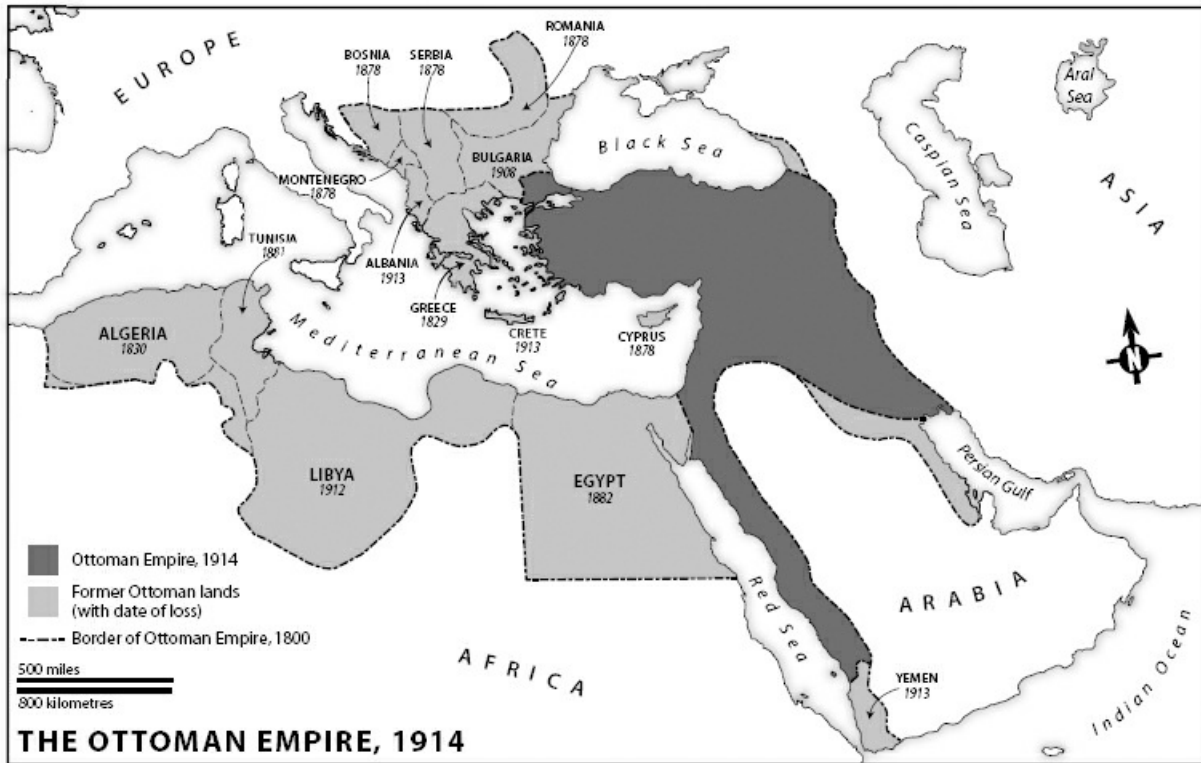 EUROPE
ROMANIA
1878
BOSNIA
1878
SERBIA
1878
Aral
Sea
Black Sea
Caspian Sea
ASIA
BULGARIA
1908
MONTENEGRO
1878
TUNISIA
1881
ALBANIA
1913
GREECE
1829
CRETE
1913
CYPRUS
1878
ALGERIA
1830
Mediterranean Sea
N
LIBYA
1912
EGYPT
1882
Persian Gulf
Ottoman Empire, 1914
Former Ottoman lands
(with date of loss)
Border of Ottoman Empire, 1800
500 miles
800 kilometres
Red Sea
ARABIA
AFRICA
YEMEN
1913
Indian Ocean
THE OTTOMAN EMPIRE, 1914